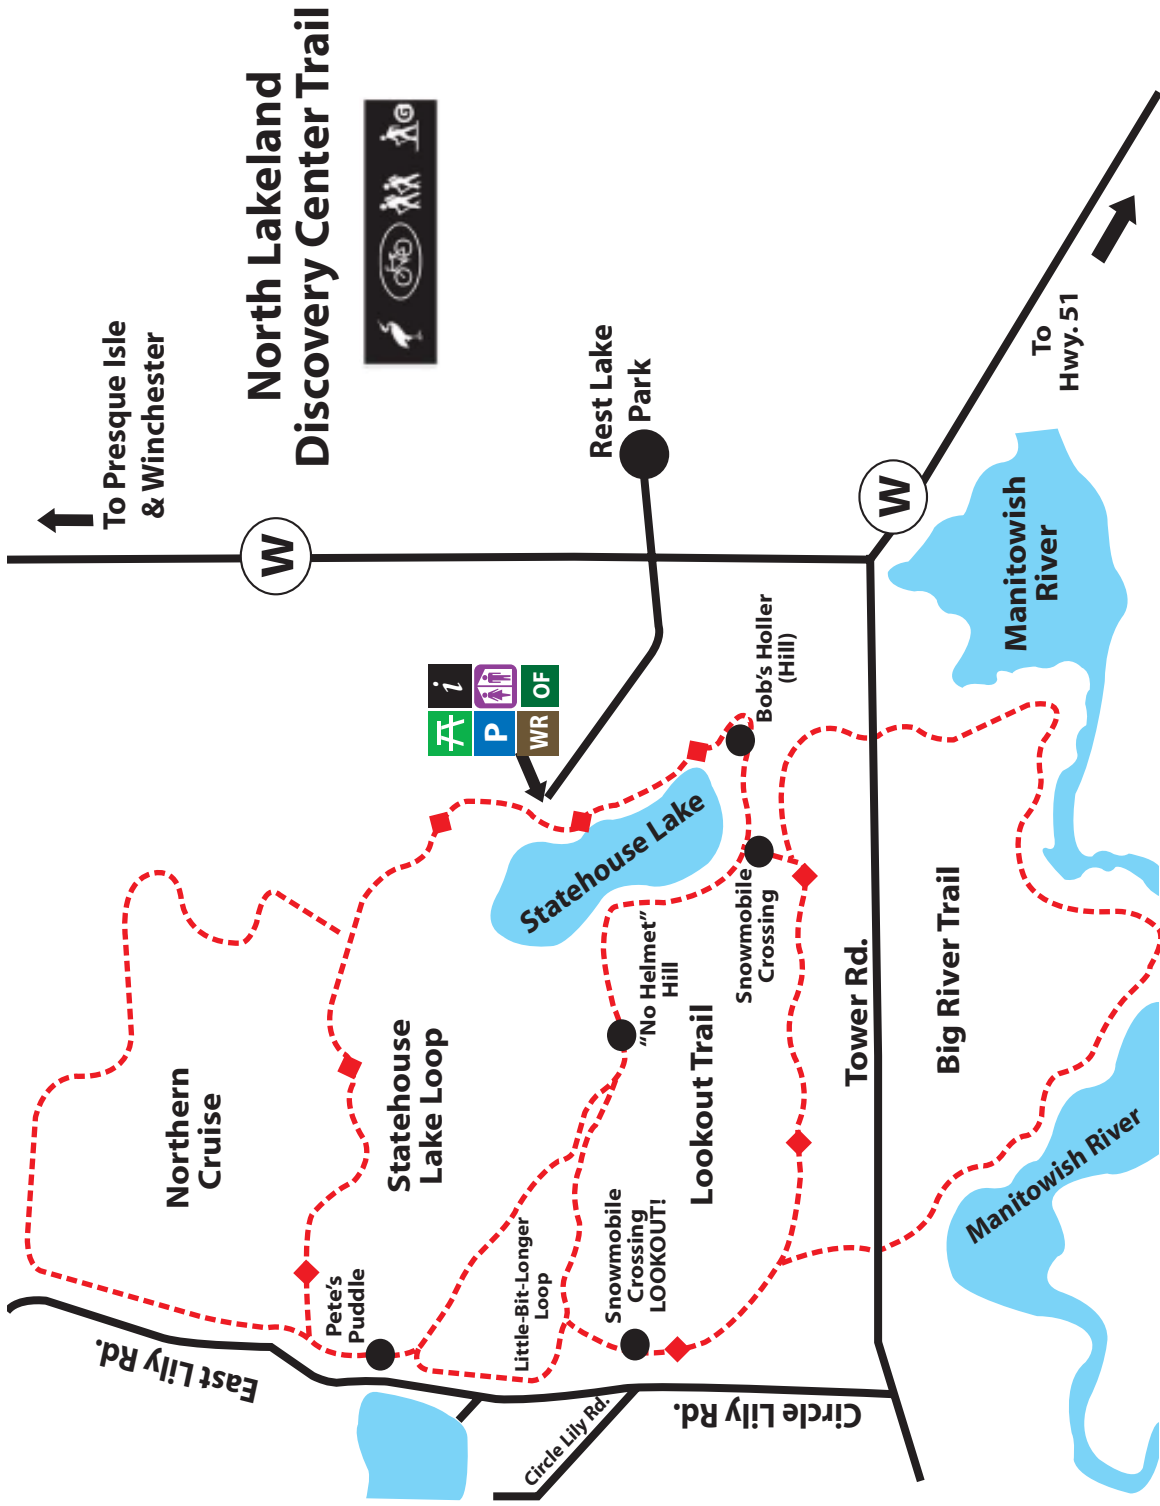 North Lakeland
Discovery Center Trail
G
To Presque Isle
& Winchester
W
Rest Lake
Park
To
Hwy. 51
W
Manitowish
River
i
P
WR
OF
Bob's Holler
(Hill)
Statehouse Lake
Snowmobile
Crossing
"No Helmet"
Hill
Northern
Cruise
Statehouse
Lake Loop
Lookout Trail
Tower Rd.
Big River Trail
Manitowish River
Pete's
Puddle
Little-Bit-Longer
Loop
Snowmobile
Crossing
LOOKOUT!
East Lily Rd.
Circle Lily Rd.
Circle Lily Rd.